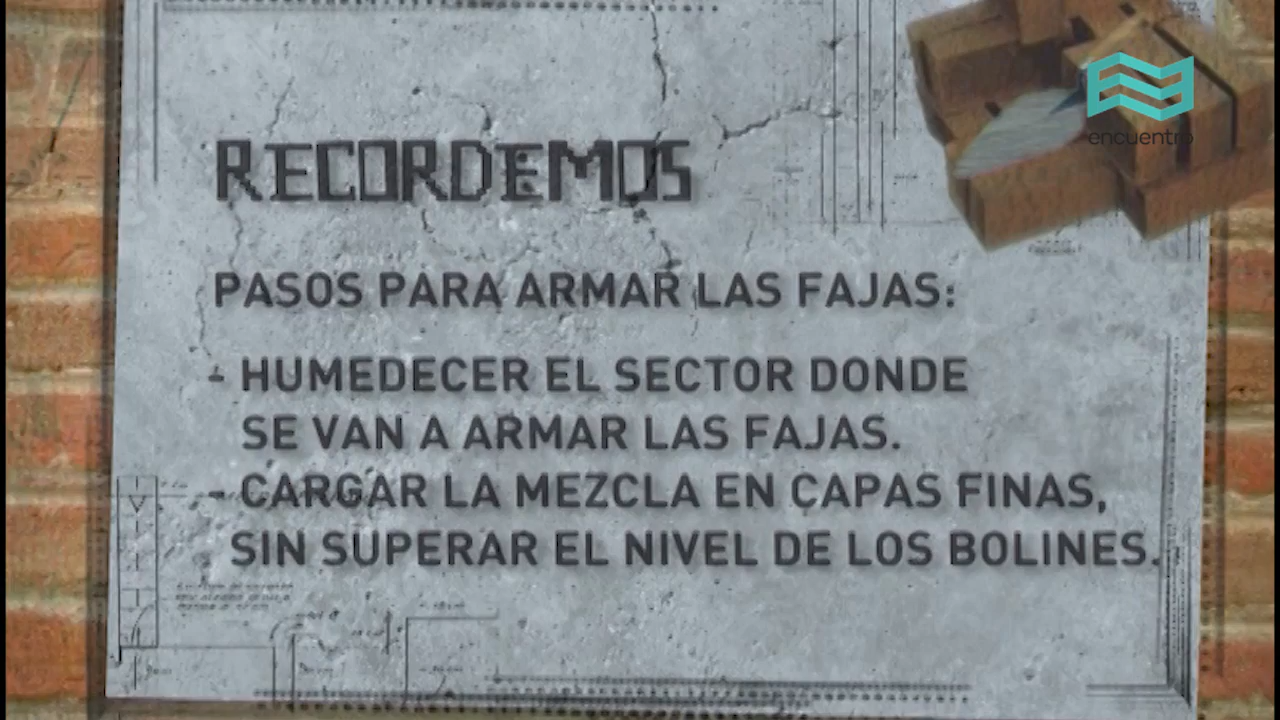 encuentro
RECORDEMOS
PASOS PARA ARMAR LAS FAJAS:
- HUMEDECER EL SECTOR DONDE
SE VAN A ARMAR LAS FAJAS.
- CARGAR LA MEZCLA EN CAPAS FINAS,
SIN SUPERAR EL NIVEL DE LOS BOLINES.